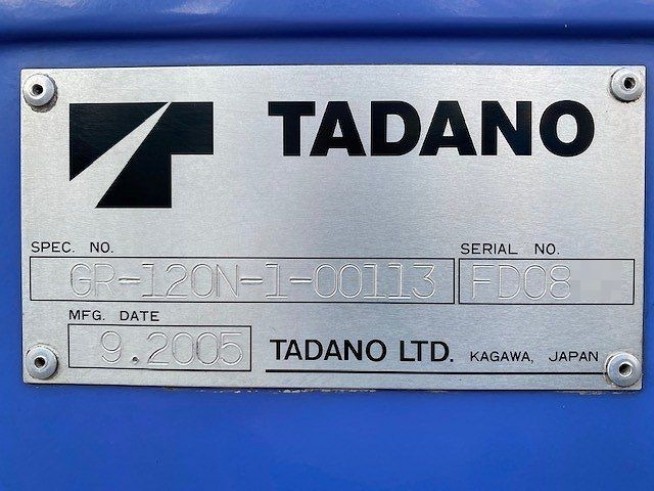 TADANO
SPEC. NO.
GR-120N-1-00113
SERIAL NO.
FD08
MFG. DATE
9.2005
TADANO LTD. KAGAWA, JAPAN